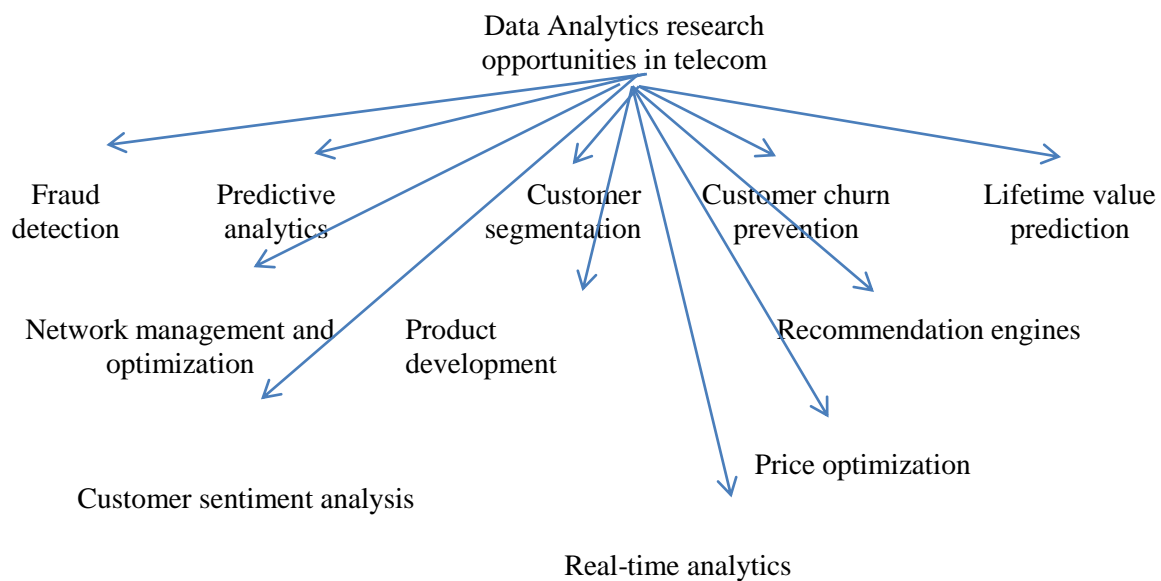 Data Analytics research
opportunities in telecom
Fraud
detection
Predictive
analytics
Customer
segmentation
Customer churn
prevention
Lifetime value
prediction
Network management and
optimization
Product
development
Recommendation engines
Price optimization
Customer sentiment analysis
Real-time analytics